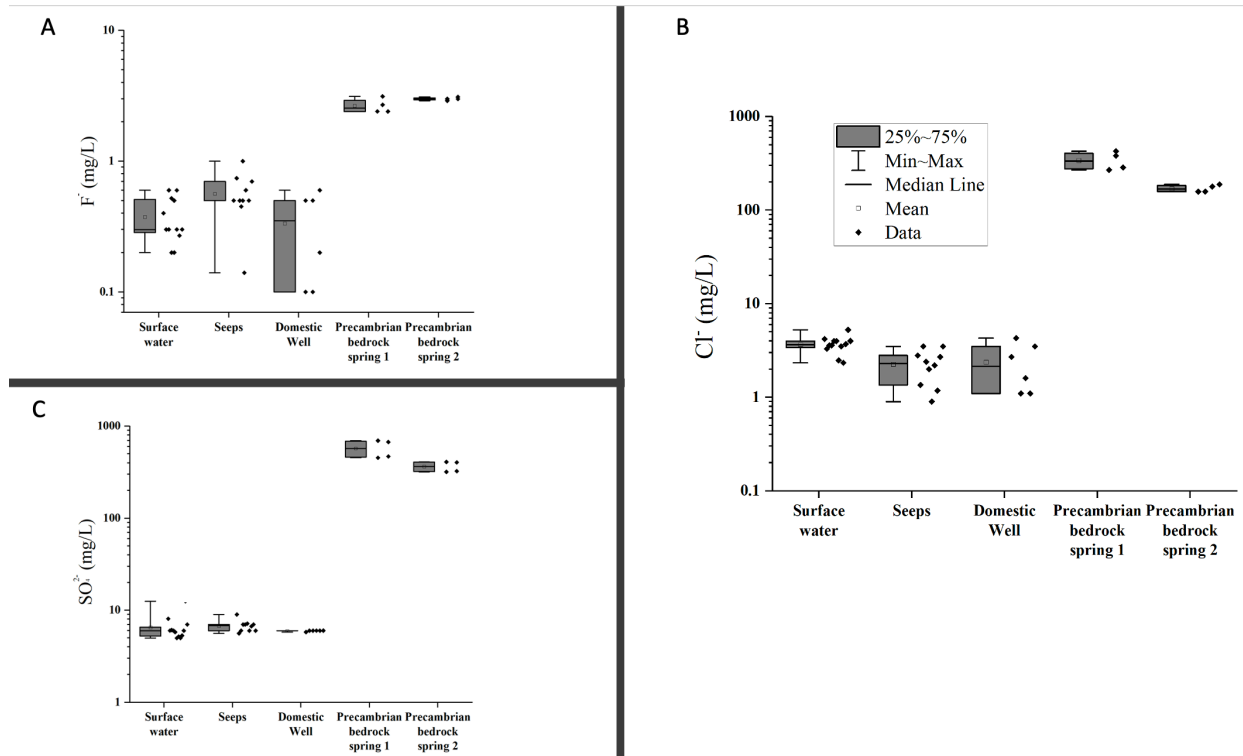 A
F⁻ (mg/L)
10
1
0.1
Surface water
Seeps
Domestic Well
Precambrian bedrock spring 1
Precambrian bedrock spring 2
B
Cl⁻ (mg/L)
1000
100
10
1
0.1
25%~75%
Min~Max
Median Line
Mean
Data
Surface water
Seeps
Domestic Well
Precambrian bedrock spring 1
Precambrian bedrock spring 2
C
SO₄²⁻ (mg/L)
1000
100
10
1
Surface water
Seeps
Domestic Well
Precambrian bedrock spring 1
Precambrian bedrock spring 2